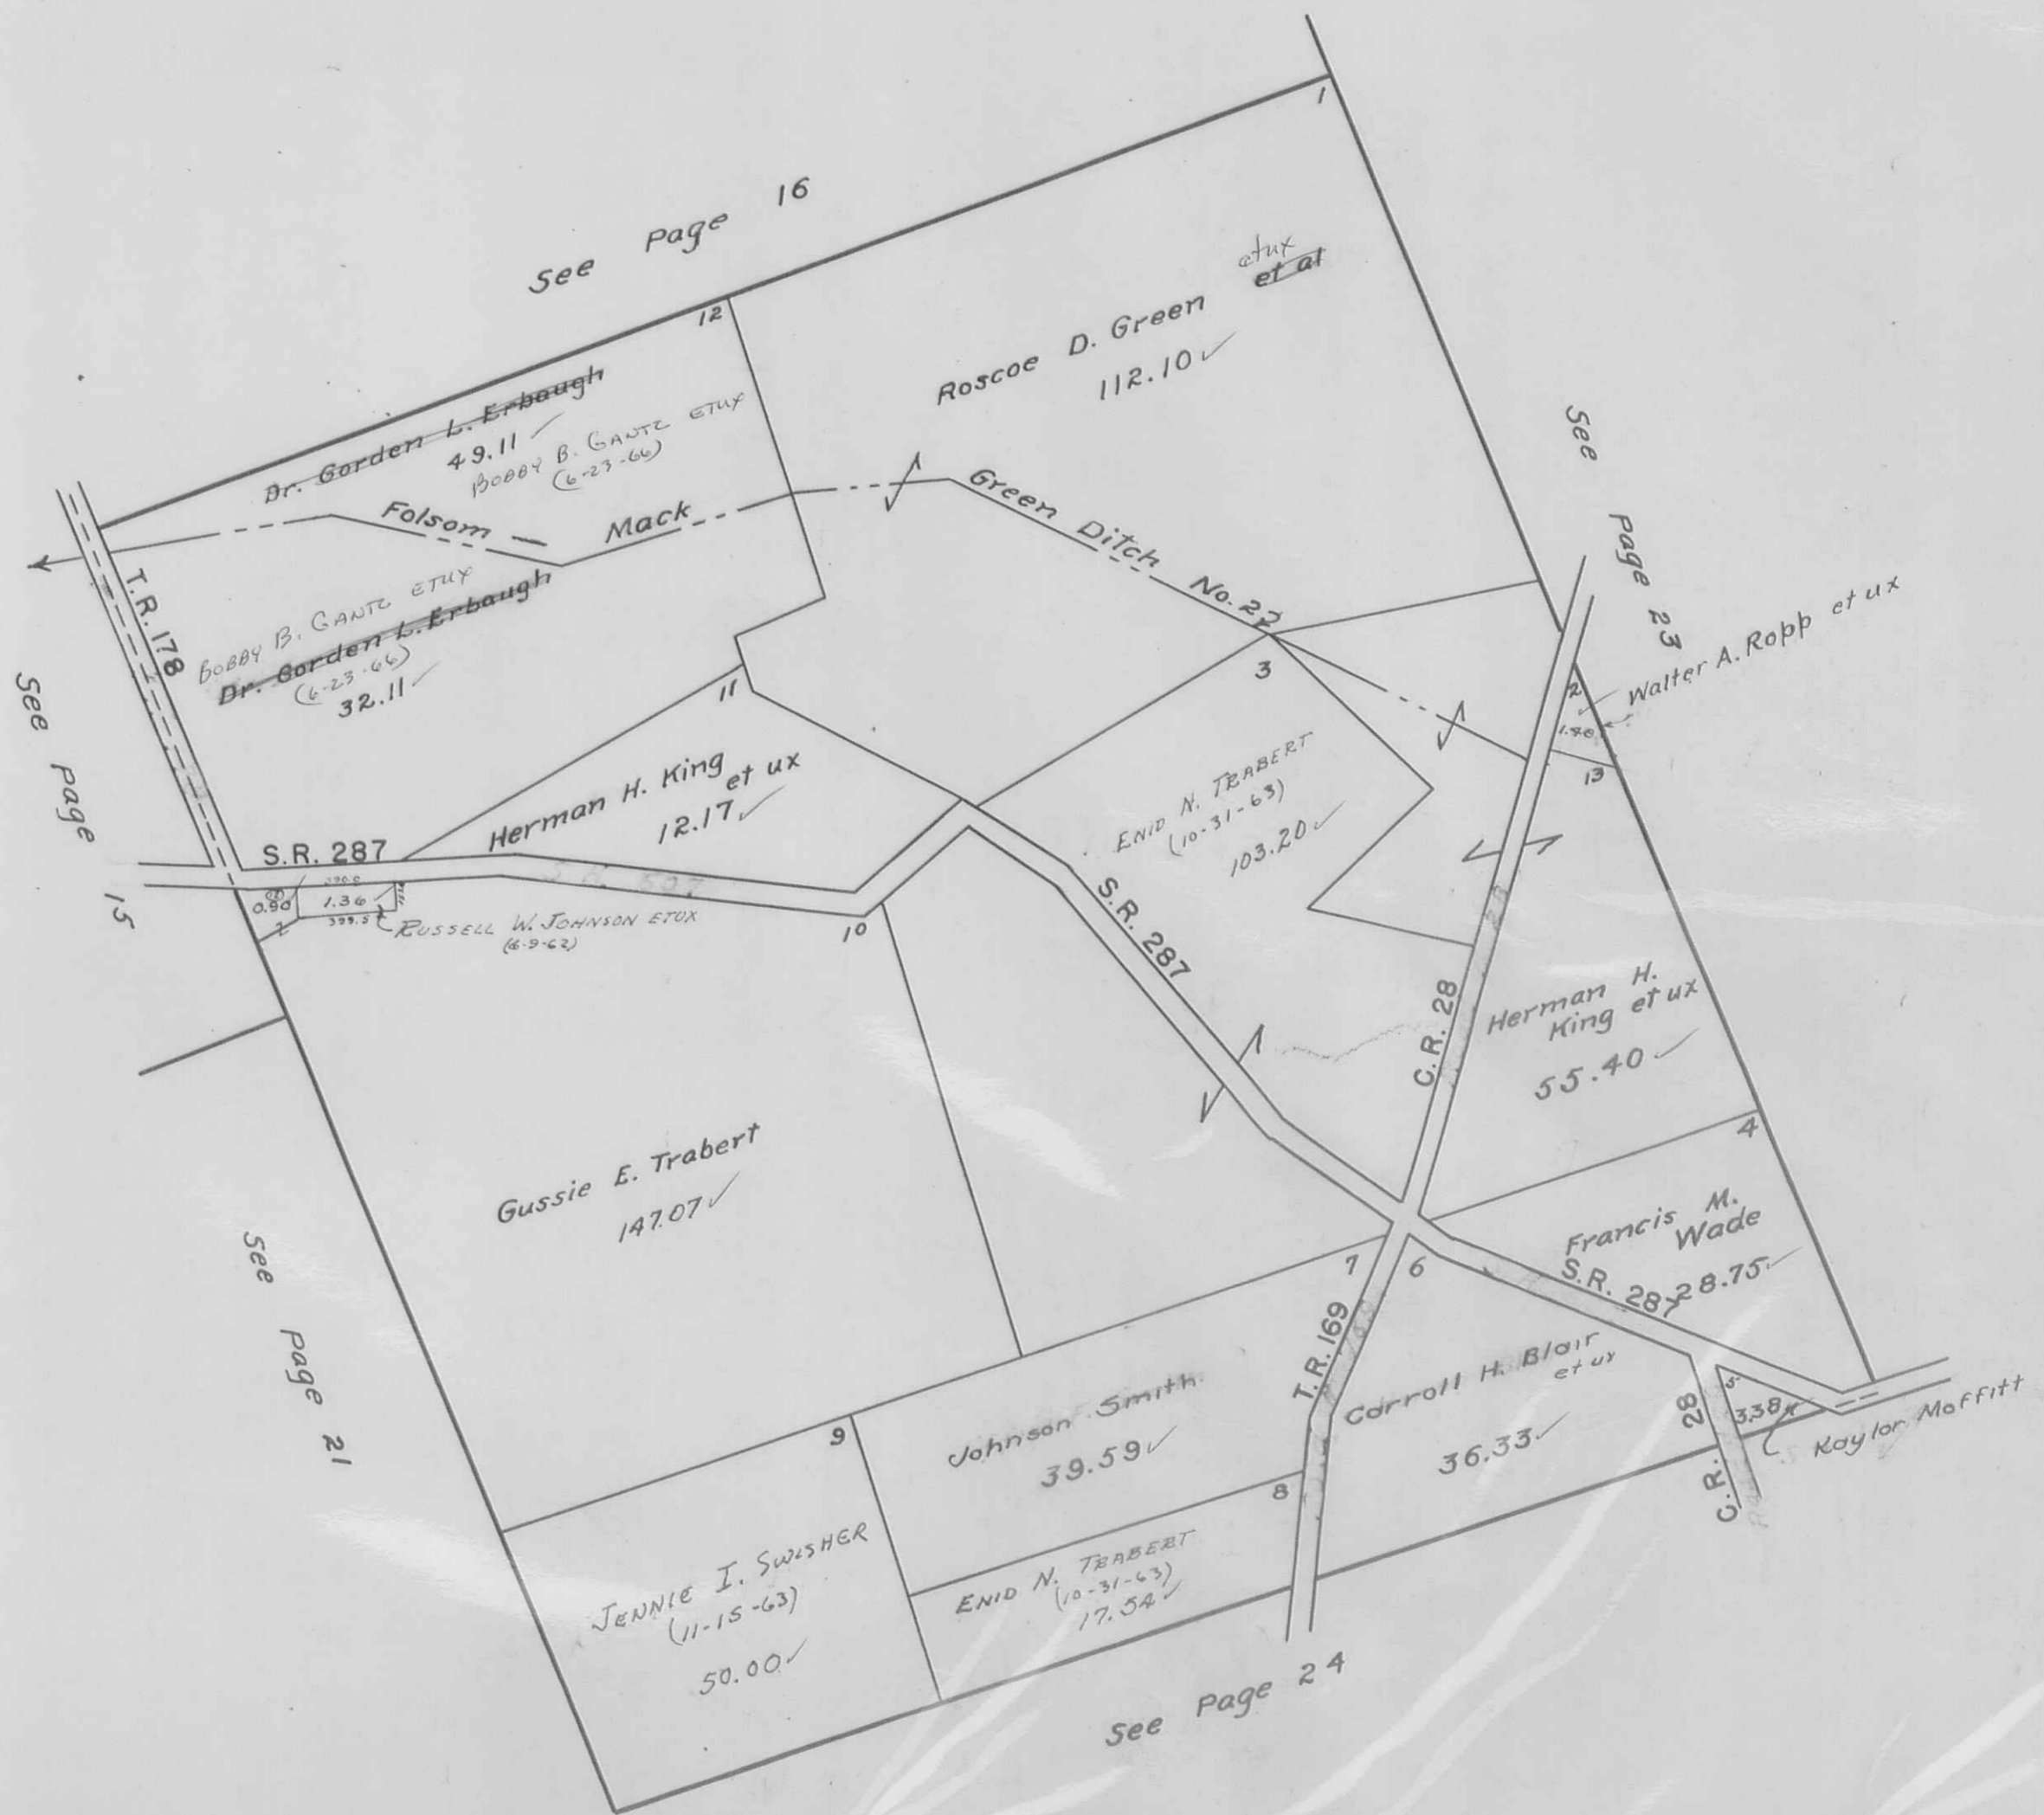 See Page 16
1
etux
et al
Roscoe D. Green
112.10
12
Dr. Gorden L. Erbaugh
49.11
BOBBY B. GANTZ ETUX
(6-23-66)
Folsom — Mack
Green Ditch No. 22
See Page 23
T.R. 178
BOBBY B. GANTZ ETUX
Dr. Gorden L. Erbaugh
(6-23-66)
32.11
See Page 15
11
3
2
Walter A. Ropp et ux
13
Herman H. King
et ux
12.17
ENID N. TRABERT
(10-31-63)
103.20
S.R. 287
0.90
1.36
399.5
RUSSELL W. JOHNSON ETUX
(6-9-62)
10
S.R. 287
C.R. 28
Herman H.
King et ux
55.40
4
Gussie E. Trabert
147.07
See Page 21
Francis M.
Wade
28.75
S.R. 287
7
6
T.R. 169
Carroll H. Blair
et ux
36.33
5
3.38
Kaylor Moffitt
C.R. 28
9
Johnson Smith
39.59
8
JENNIE I. SWISHER
(11-15-63)
50.00
ENID N. TRABERT
(10-31-63)
17.54
See Page 24